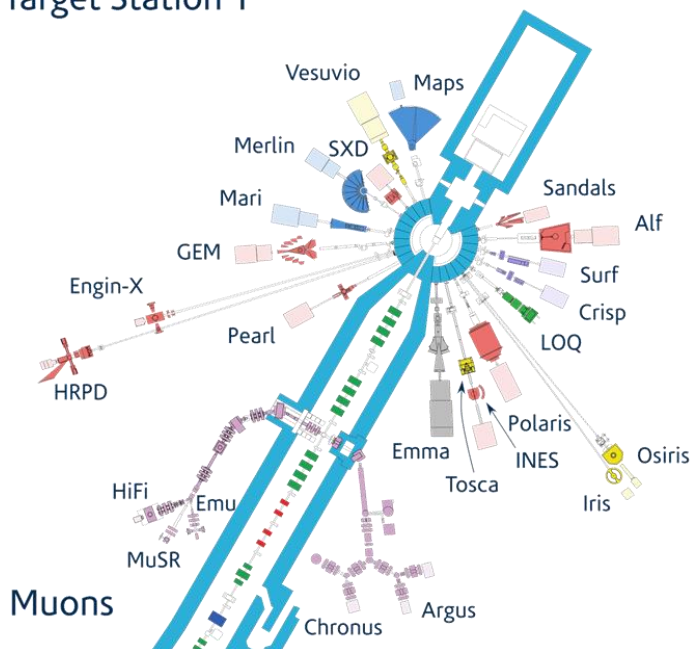 Target Station 1
Vesuvio
Maps
Merlin
SXD
Sandals
Mari
Alf
GEM
Surf
Engin-X
Crisp
Pearl
LOQ
HRPD
Polaris
Emma
INES
Osiris
Tosca
HiFi
Emu
Iris
MuSR
Muons
Argus
Chronus